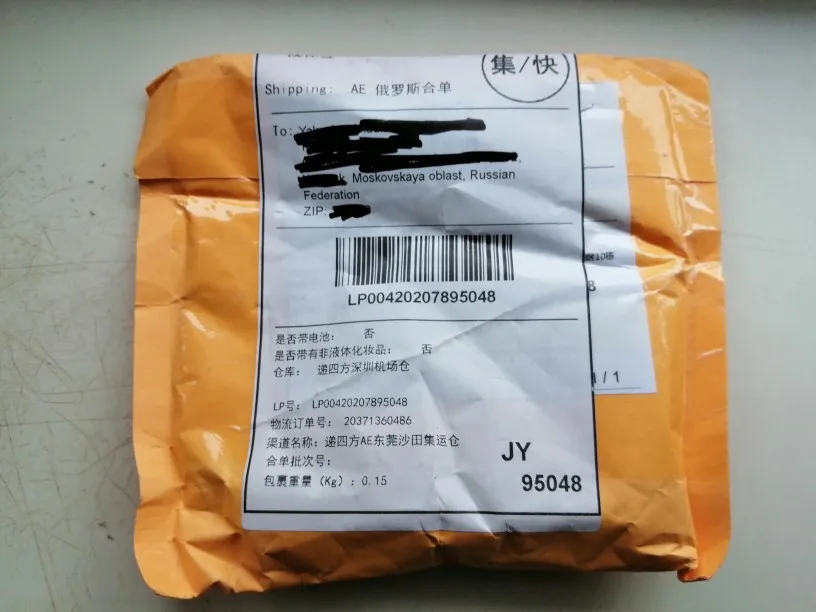 集/快
Shipping: AE 俄罗斯合单
To:
Moskovskaya oblast, Russian
Federation
ZIP:
LP00420207895048
是否带电池: 否
是否带有非液体化妆品: 否
仓库: 递四方深圳机场仓
LP号: LP00420207895048
物流订单号: 20371360486
渠道名称: 递四方AE东莞沙田集运仓
合单批次号:
包裹重量 (Kg): 0.15
JY
95048
1/1